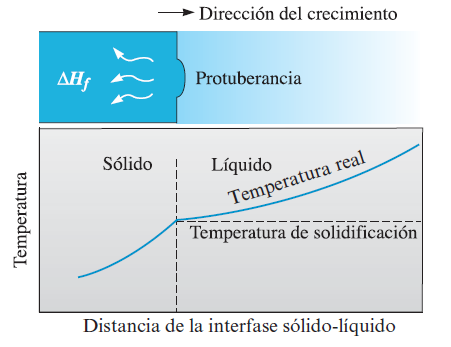 Dirección del crecimiento
ΔHf
Protuberancia
Sólido
Líquido
Temperatura real
Temperatura de solidificación
Temperatura
Distancia de la interfase sólido-líquido